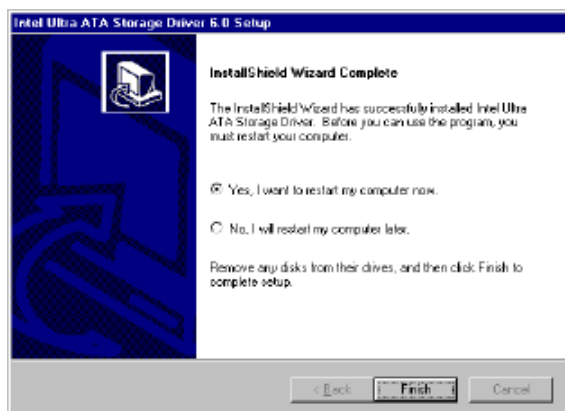 Intel Ultra ATA Storage Driver 6.0 Setup
InstallShield Wizard Complete
The InstallShield Wizard has successfully installed Intel Ultra
ATA Storage Driver. Before you can use the program, you
must restart your computer.
Yes, I want to restart my computer now.
No, I will restart my computer later.
Remove any disks from their drives, and then click Finish to
complete setup.
< Back
Finish
Cancel